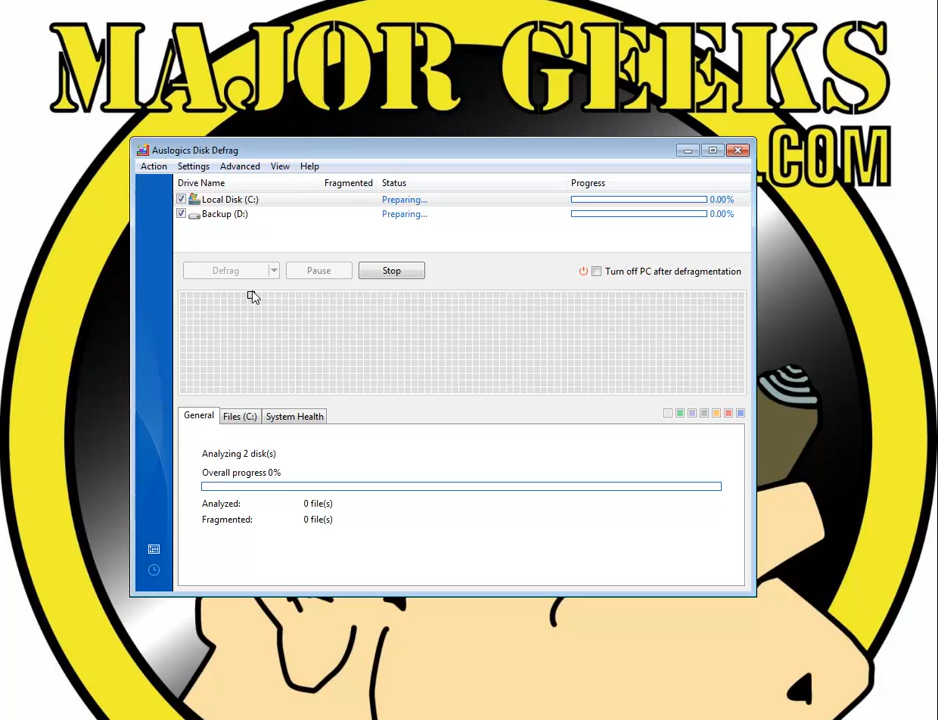 MAJOR GEEKS
.COM
Auslogics Disk Defrag
Action Settings Advanced View Help
Drive Name Fragmented Status Progress
Local Disk (C:) Preparing... 0.00%
Backup (D:) Preparing... 0.00%
Defrag Pause Stop Turn off PC after defragmentation
General Files (C:) System Health
Analyzing 2 disk(s)
Overall progress 0%
Analyzed: 0 file(s)
Fragmented: 0 file(s)